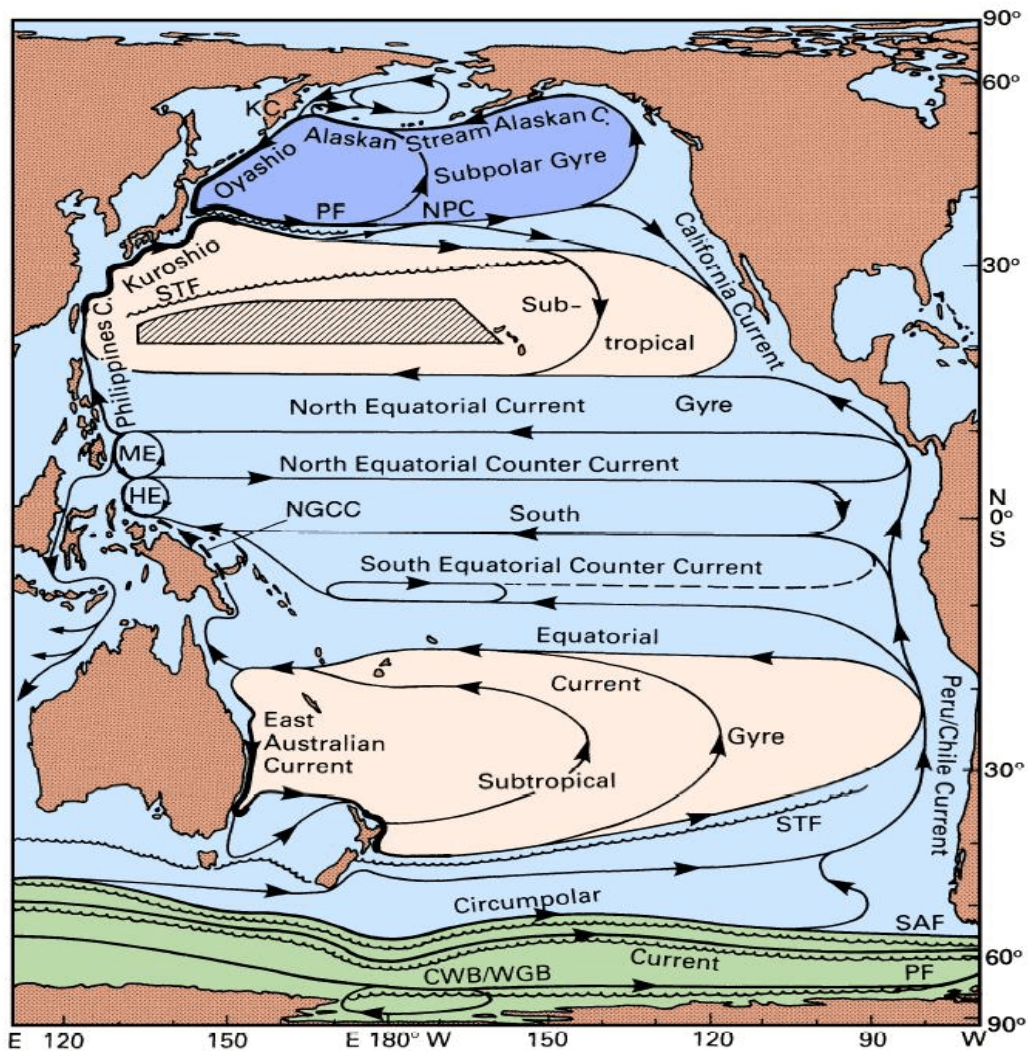 90°
60°
KC
Alaskan Stream
Alaskan C.
Oyashio
Subpolar Gyre
PF
NPC
California Current
Kuroshio
30°
STF
Philippines C.
Sub-
tropical
North Equatorial Current
Gyre
ME
North Equatorial Counter Current
HE
NGCC
South
N
0°
S
South Equatorial Counter Current
Equatorial
Current
Peru/Chile Current
East
Australian
Current
Gyre
Subtropical
30°
STF
Circumpolar
SAF
Current
60°
CWB/WGB
PF
90°
E 120 150 E 180° W 150 120 90 W